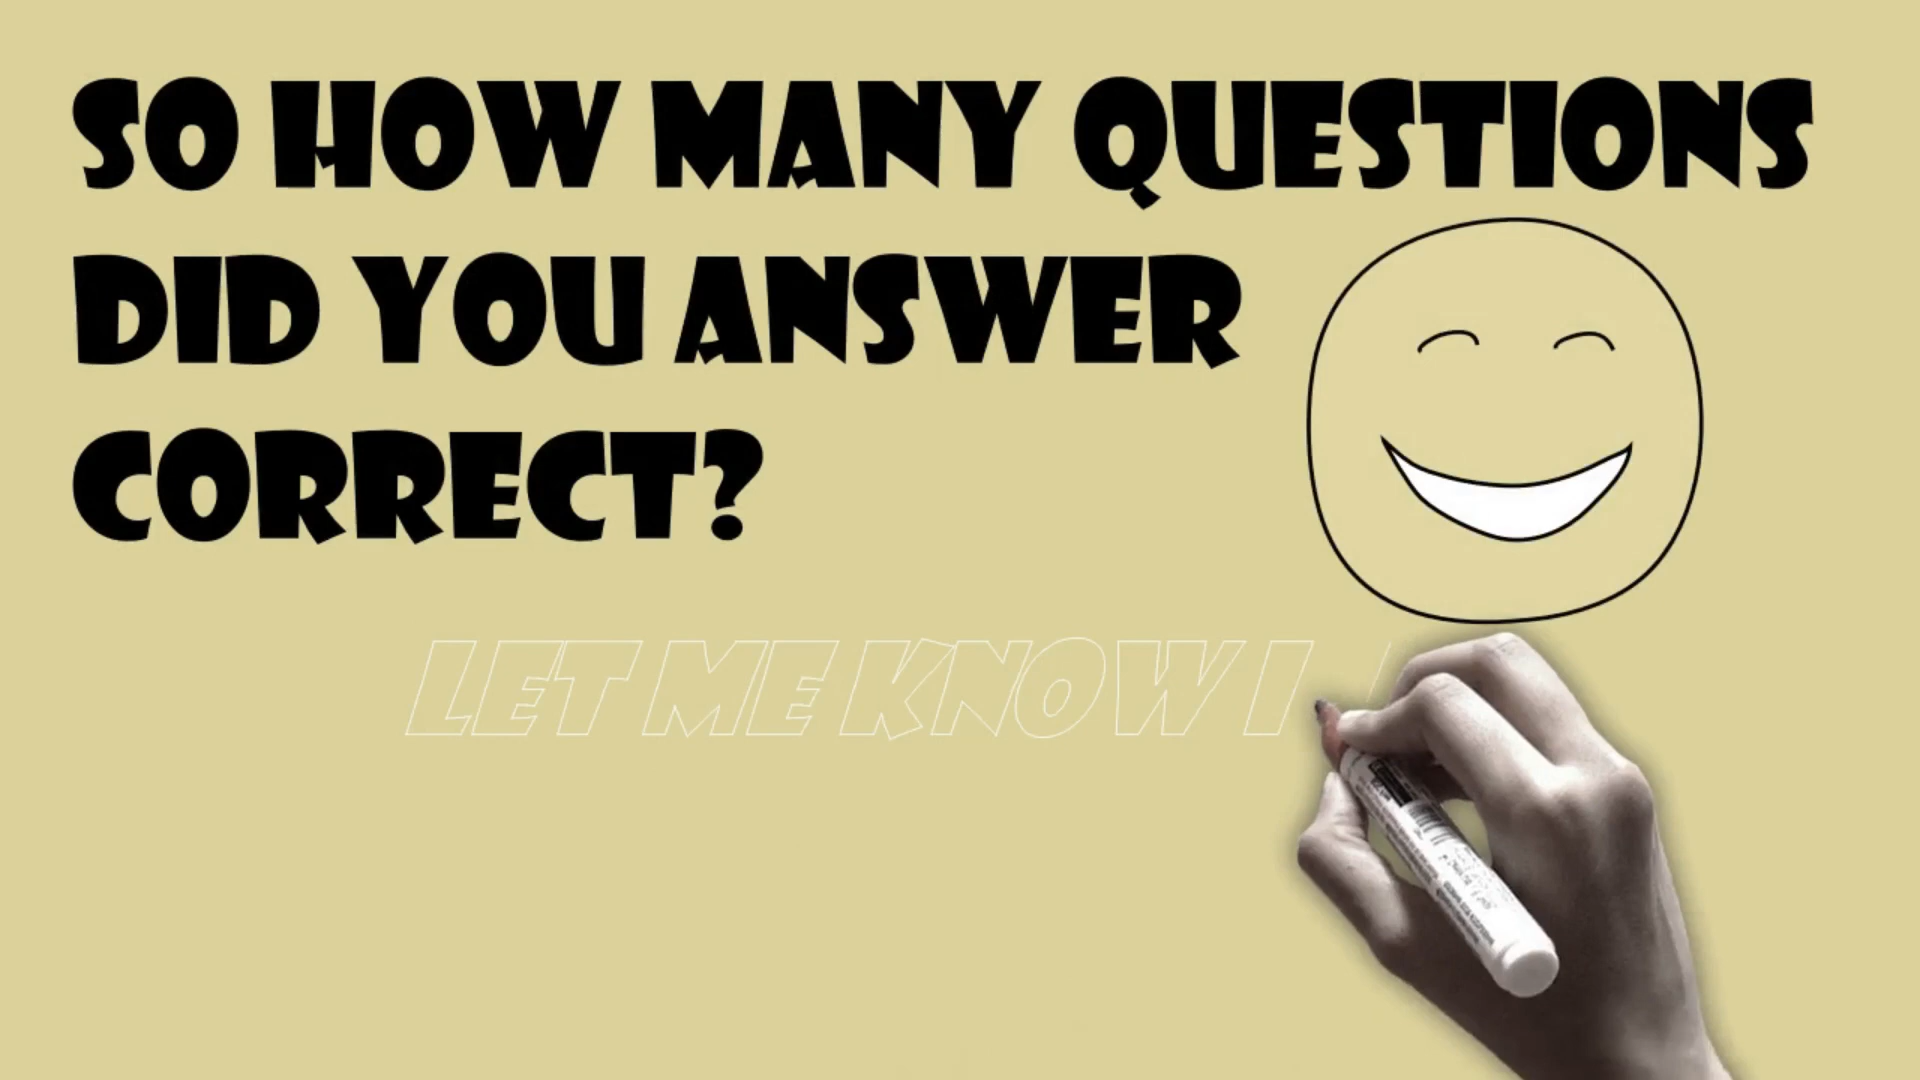 SO HOW MANY QUESTIONS
DID YOU ANSWER
CORRECT?
LET ME KNOW I